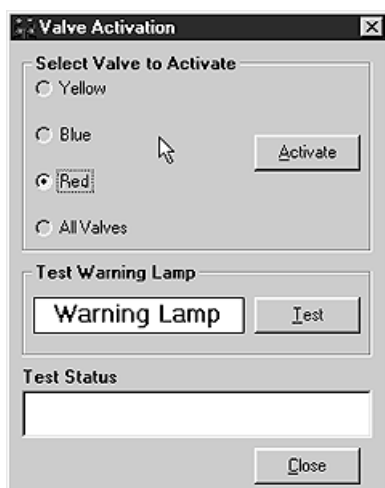 Valve Activation
Select Valve to Activate
Yellow
Blue
Activate
Red
All Valves
Test Warning Lamp
Warning Lamp
Test
Test Status
Close